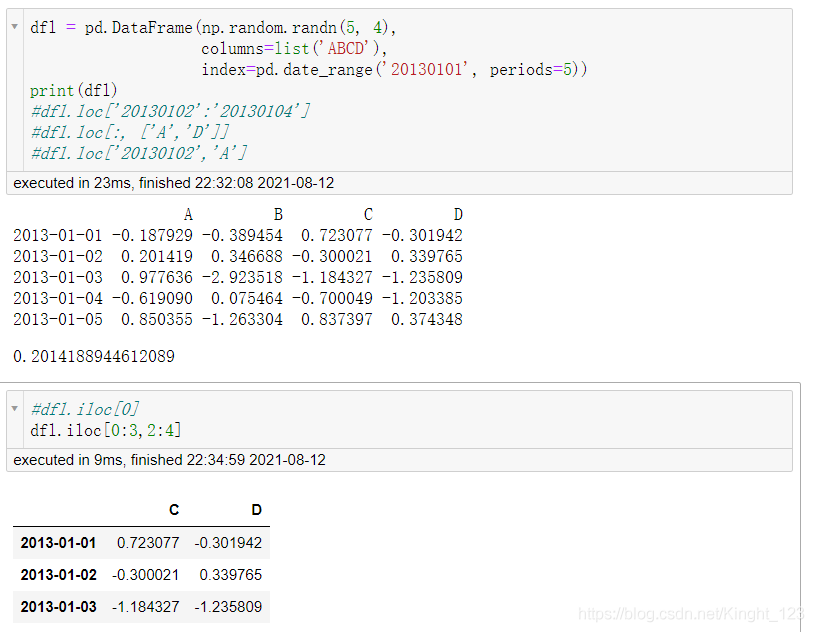 df1 = pd.DataFrame(np.random.randn(5, 4),
columns=list('ABCD'),
index=pd.date_range('20130101', periods=5))
print(df1)
#df1.loc['20130102':'20130104']
#df1.loc[:, ['A','D']]
#df1.loc['20130102','A']
executed in 23ms, finished 22:32:08 2021-08-12
A B C D
2013-01-01 -0.187929 -0.389454 0.723077 -0.301942
2013-01-02 0.201419 0.346688 -0.300021 0.339765
2013-01-03 0.977636 -2.923518 -1.184327 -1.235809
2013-01-04 -0.619090 0.075464 -0.700049 -1.203385
2013-01-05 0.850355 -1.263304 0.837397 0.374348
0.2014188944612089
#df1.iloc[0]
df1.iloc[0:3,2:4]
executed in 9ms, finished 22:34:59 2021-08-12
C D
2013-01-01 0.723077 -0.301942
2013-01-02 -0.300021 0.339765
2013-01-03 -1.184327 -1.235809
https://blog.csdn.net/Kinght_123